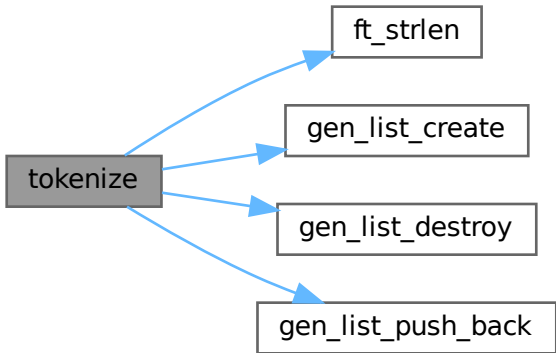 ft_strlen
gen_list_create
tokenize
gen_list_destroy
gen_list_push_back